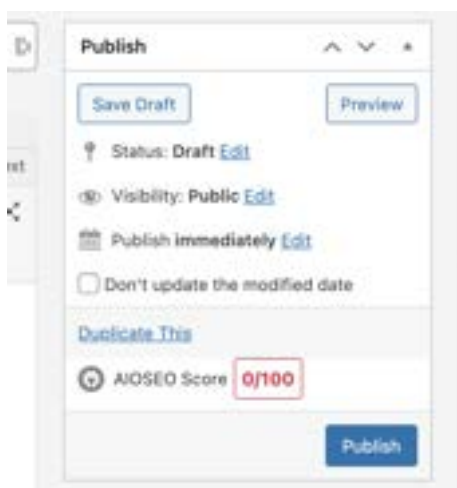 Publish
Save Draft Preview
Status: Draft Edit
Visibility: Public Edit
Publish immediately Edit
Don't update the modified date
Duplicate This
AIOSEO Score 0/100
Publish